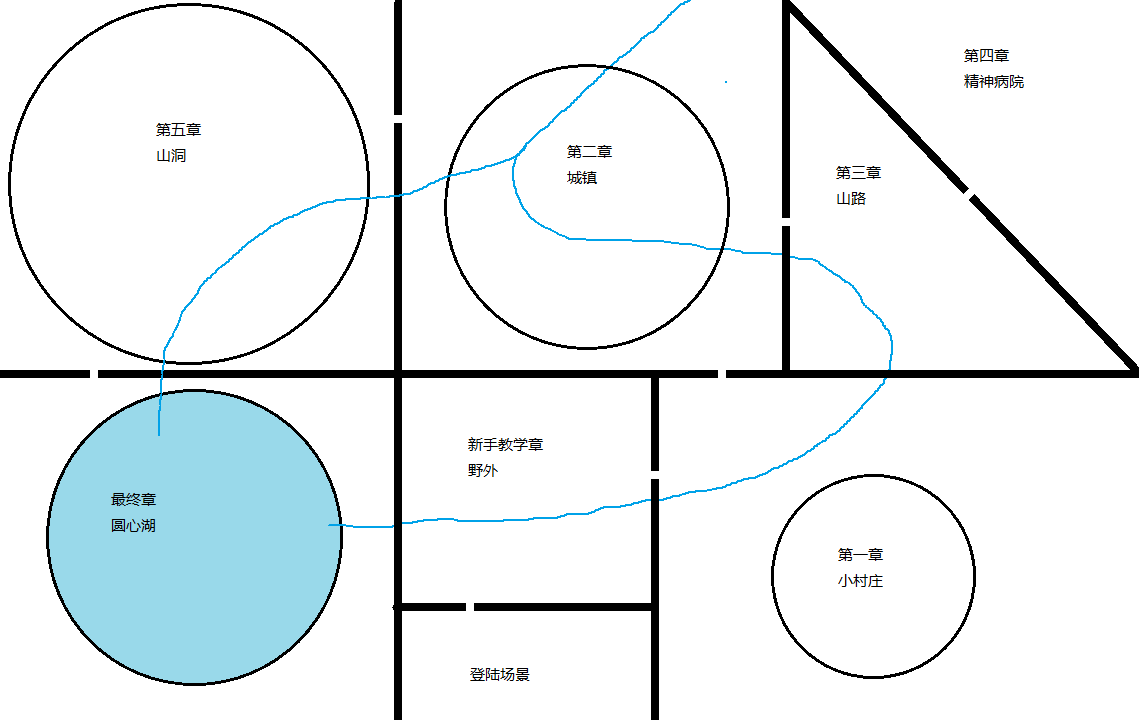 第五章
山洞
第二章
城镇
第三章
山路
第四章
精神病院
最终章
圆心湖
新手教学章
野外
登陆场景
第一章
小村庄